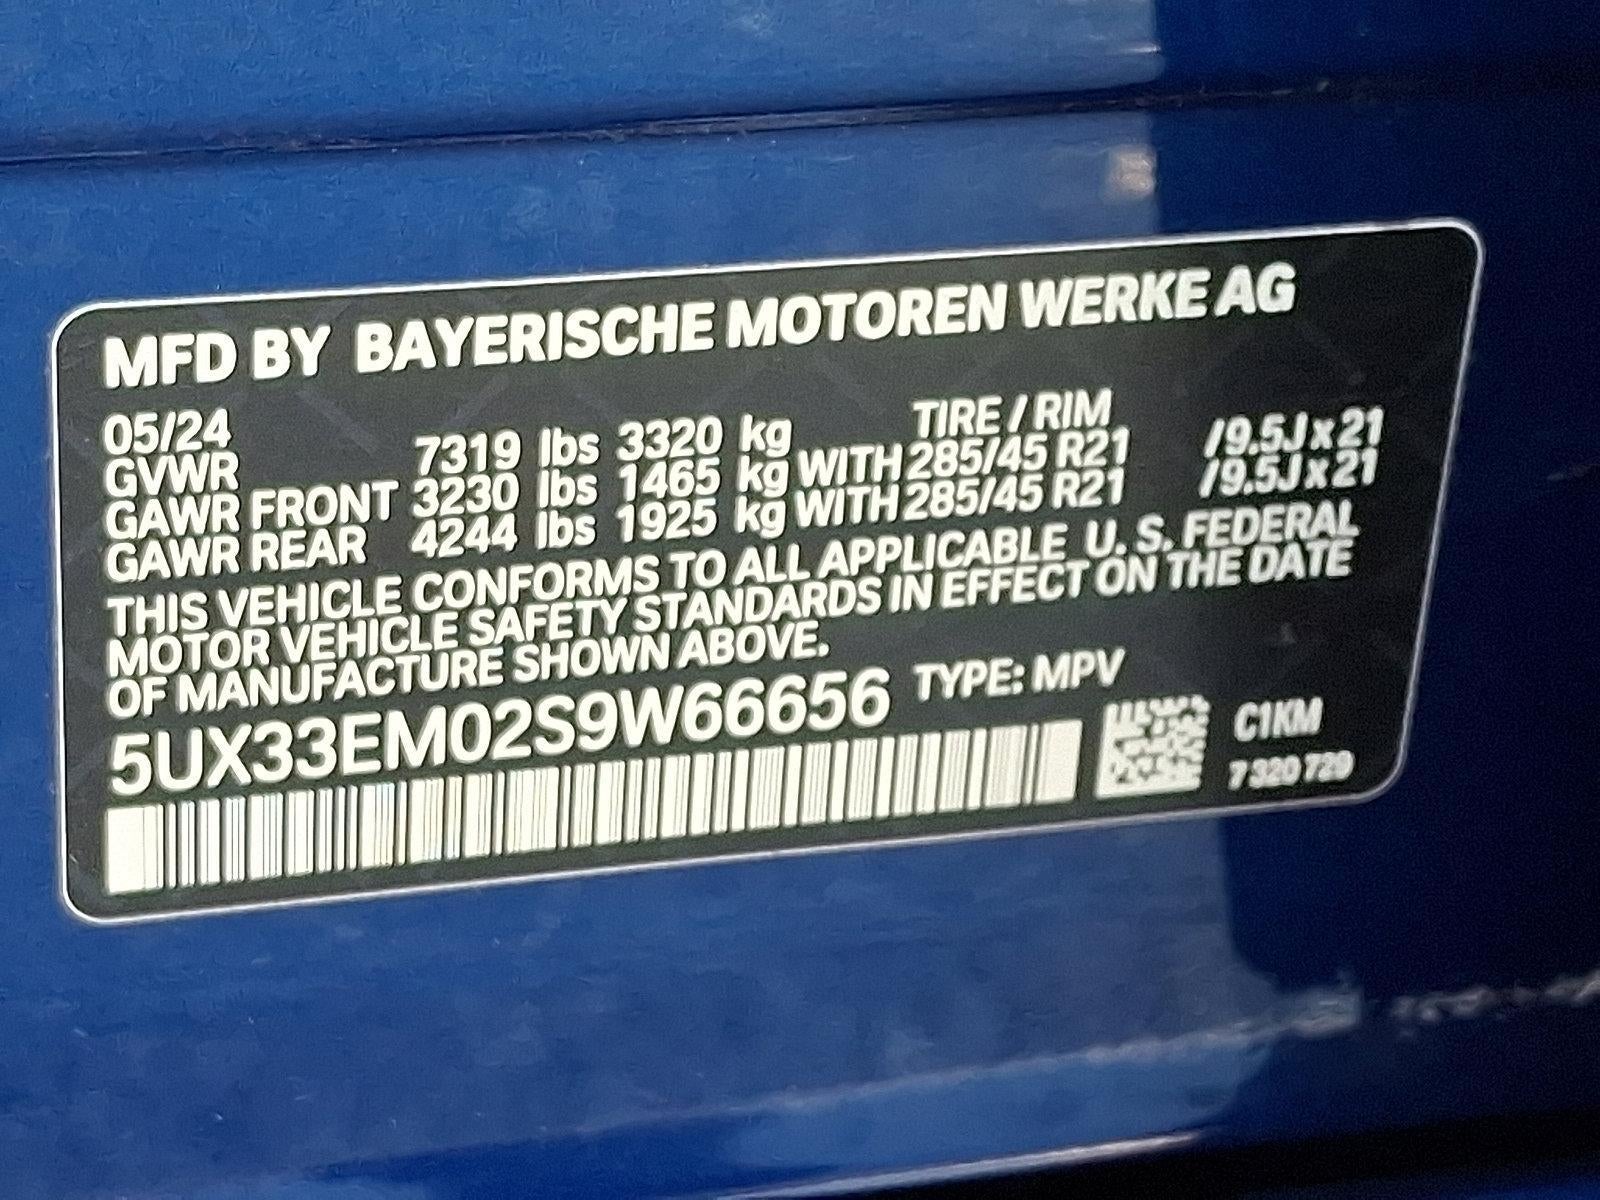 MFD BY BAYERISCHE MOTOREN WERKE AG
05/24 TIRE / RIM
GVWR 7319 lbs 3320 kg
GAWR FRONT 3230 lbs 1465 kg WITH 285/45 R21 /9.5J x 21
GAWR REAR 4244 lbs 1925 kg WITH 285/45 R21 /9.5J x 21
THIS VEHICLE CONFORMS TO ALL APPLICABLE U. S. FEDERAL
MOTOR VEHICLE SAFETY STANDARDS IN EFFECT ON THE DATE
OF MANUFACTURE SHOWN ABOVE.
5UX33EM02S9W66656 TYPE: MPV
C1KM
7 320 729